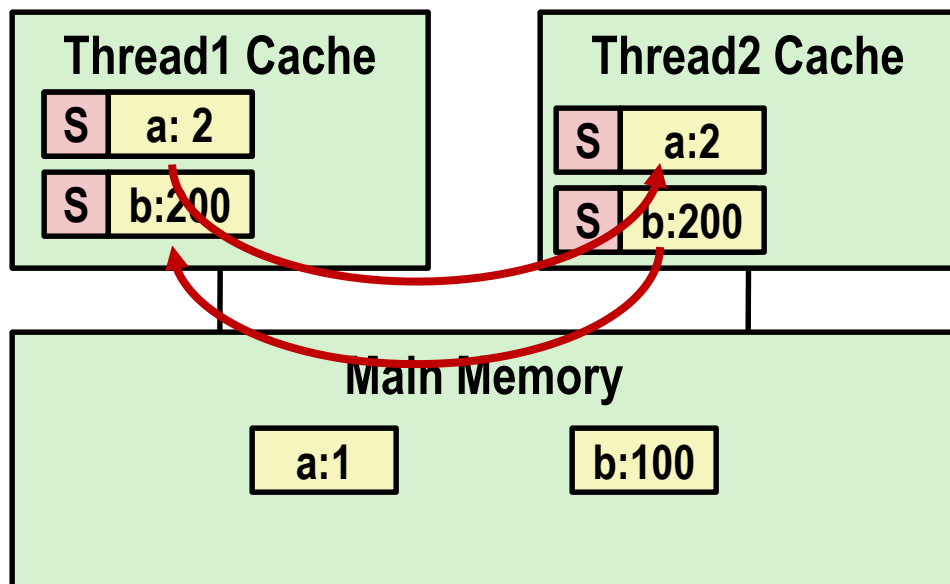 Thread1 Cache
S a: 2
S b:200
Thread2 Cache
S a:2
S b:200
Main Memory
a:1
b:100